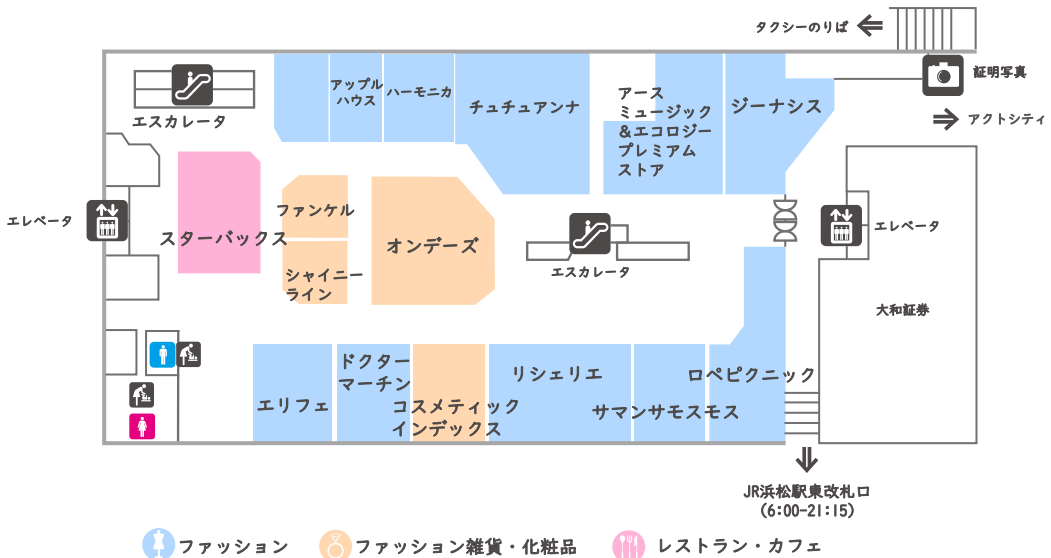 タクシーのりば
証明写真
アクトシティ
エスカレータ
アップル
ハウス
ハーモニカ
チュチュアンナ
アース
ミュージック
&エコロジー
プレミアム
ストア
ジーナシス
エレベータ
スターバックス
ファンケル
シャイニー
ライン
オンデーズ
エスカレータ
エレベータ
大和証券
エリフェ
ドクター
マーチン
コスメティック
インデックス
リシェリエ
サマンサモスモス
ロペピクニック
JR浜松駅東改札口
(6:00-21:15)
ファッション
ファッション雑貨・化粧品
レストラン・カフェ